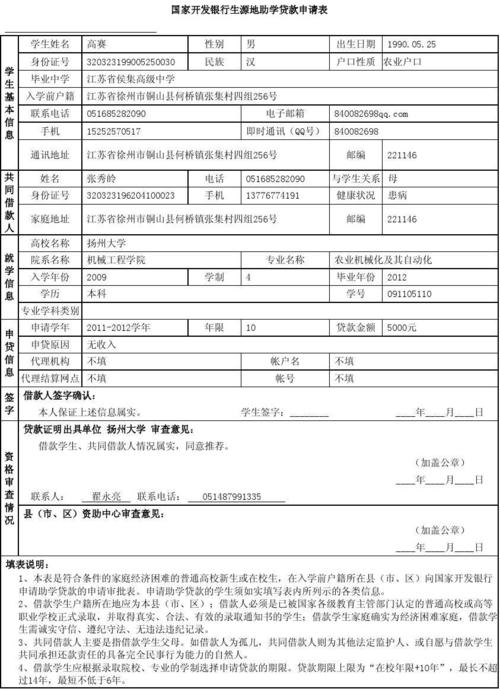 国家开发银行生源地助学贷款申请表
学生基本信息
学生姓名 高赛 性别 男 出生日期 1990.05.25
身份证号 320323199005250030 民族 汉 户口性质 农业户口
毕业中学 江苏省侯集高级中学
入学前户籍 江苏省徐州市铜山县何桥镇张集村四组256号
联系电话 051685282090 电子邮箱 840082698qq.com
手机 15252570517 即时通讯（QQ号） 840082698
通讯地址 江苏省徐州市铜山县何桥镇张集村四组256号 邮编 221146
共同借款人
姓名 张秀岭 电话 051685282090 与学生关系 母
身份证号 320323196204100023 手机 13776774191 健康状况 患病
家庭地址 江苏省徐州市铜山县何桥镇张集村四组256号 邮编 221146
就学信息
高校名称 扬州大学
院系名称 机械工程学院 专业名称 农业机械化及其自动化
入学年份 2009 学制 4 毕业年份 2012
学历 本科 学号 091105110
专业学科类别
申贷信息
申请学年 2011-2012学年 年限 10 贷款金额 5000元
申贷原因 无收入
代理机构 不填 帐户名 不填
代理结算网点 不填 帐号 不填
签字
借款人签字确认：
本人保证上述信息属实。 学生签字：________ ____年____月____日
资格审查情况
贷款证明出具单位 扬州大学 审查意见：
借款学生、共同借款人情况属实，同意推荐。
（加盖公章）
____年____月____日
联系人： 翟永亮 联系电话： 051487991335
县（市、区）资助中心审查意见：
（加盖公章）
____年____月____日
填表说明：
1、本表是符合条件的家庭经济困难的普通高校新生或在校生，在入学前户籍所在县（市、区）向国家开发银行
申请助学贷款的申请审批表。申请助学贷款的学生须如实填写表内所列示的各类信息。
2、借款学生户籍所在地应为本县（市、区）；借款人必须是已被国家各级教育主管部门认定的普通高校或高等
职业学校正式录取，并取得真实、合法、有效的录取通知书的学生；借款学生家庭确实为经济困难家庭，借款学
生需诚实守信、遵纪守法、无违法违纪记录。
3、共同借款人主要是指借款学生父母。如借款人为孤儿，共同借款人则为其他法定监护人、或自愿与借款学生
共同承担还款责任的具备完全民事行为能力的自然人。
4、借款学生应根据录取院校、专业的学制选择申请贷款的期限。贷款期限上限为“在校年限+10年”，最长不超
过14年，最短不低于6年。